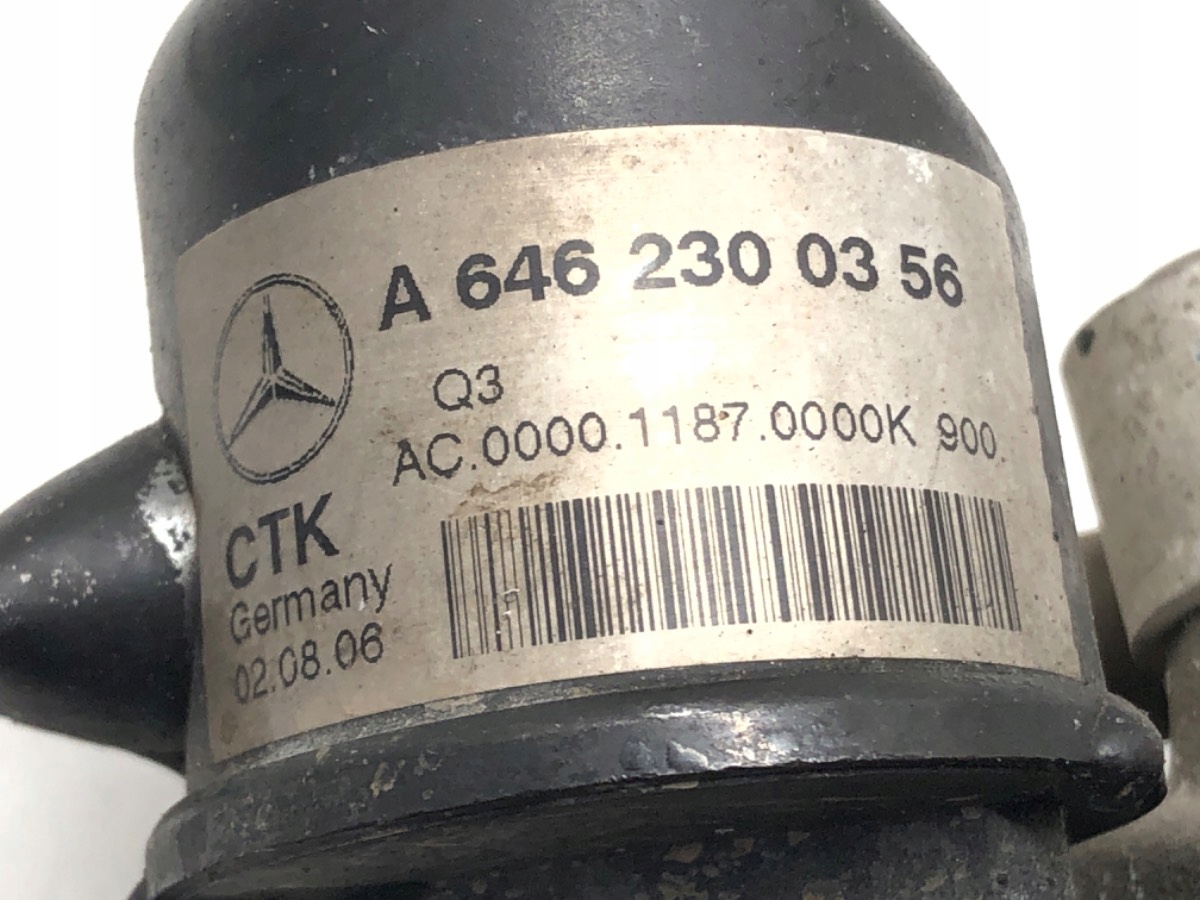 A 646 230 03 56
Q3
AC.0000.1187.0000K 900.
CTK
Germany
02.08.06